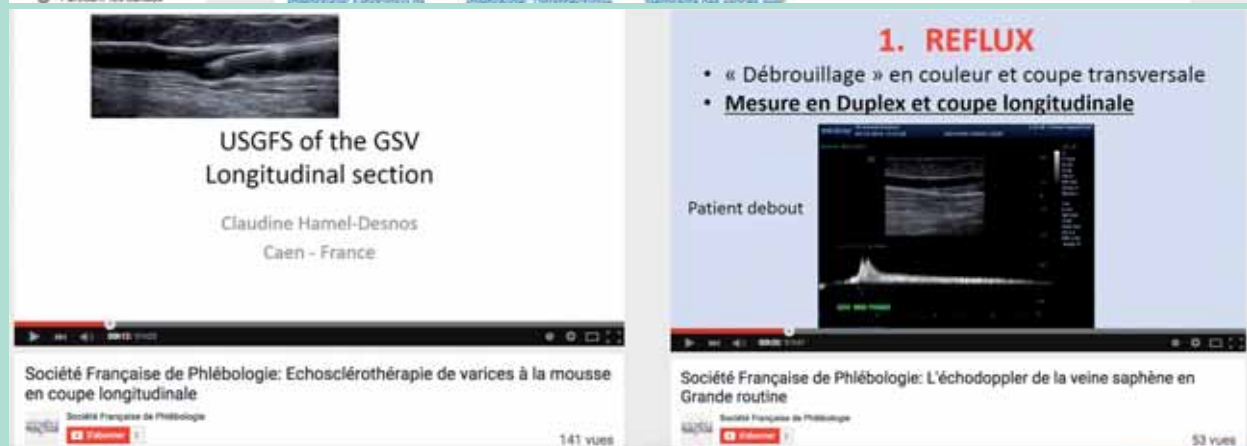 USGFS of the GSV
Longitudinal section
Claudine Hamel-Desnos
Caen - France
Société Française de Phlébologie: Echosclérothérapie de varices à la mousse
en coupe longitudinale
Société Française de Phlébologie
S'abonner
141 vues
1. REFLUX
• « Débrouillage » en couleur et coupe transversale
• Mesure en Duplex et coupe longitudinale
Patient debout
Société Française de Phlébologie: L'échodoppler de la veine saphène en
Grande routine
Société Française de Phlébologie
S'abonner
53 vues